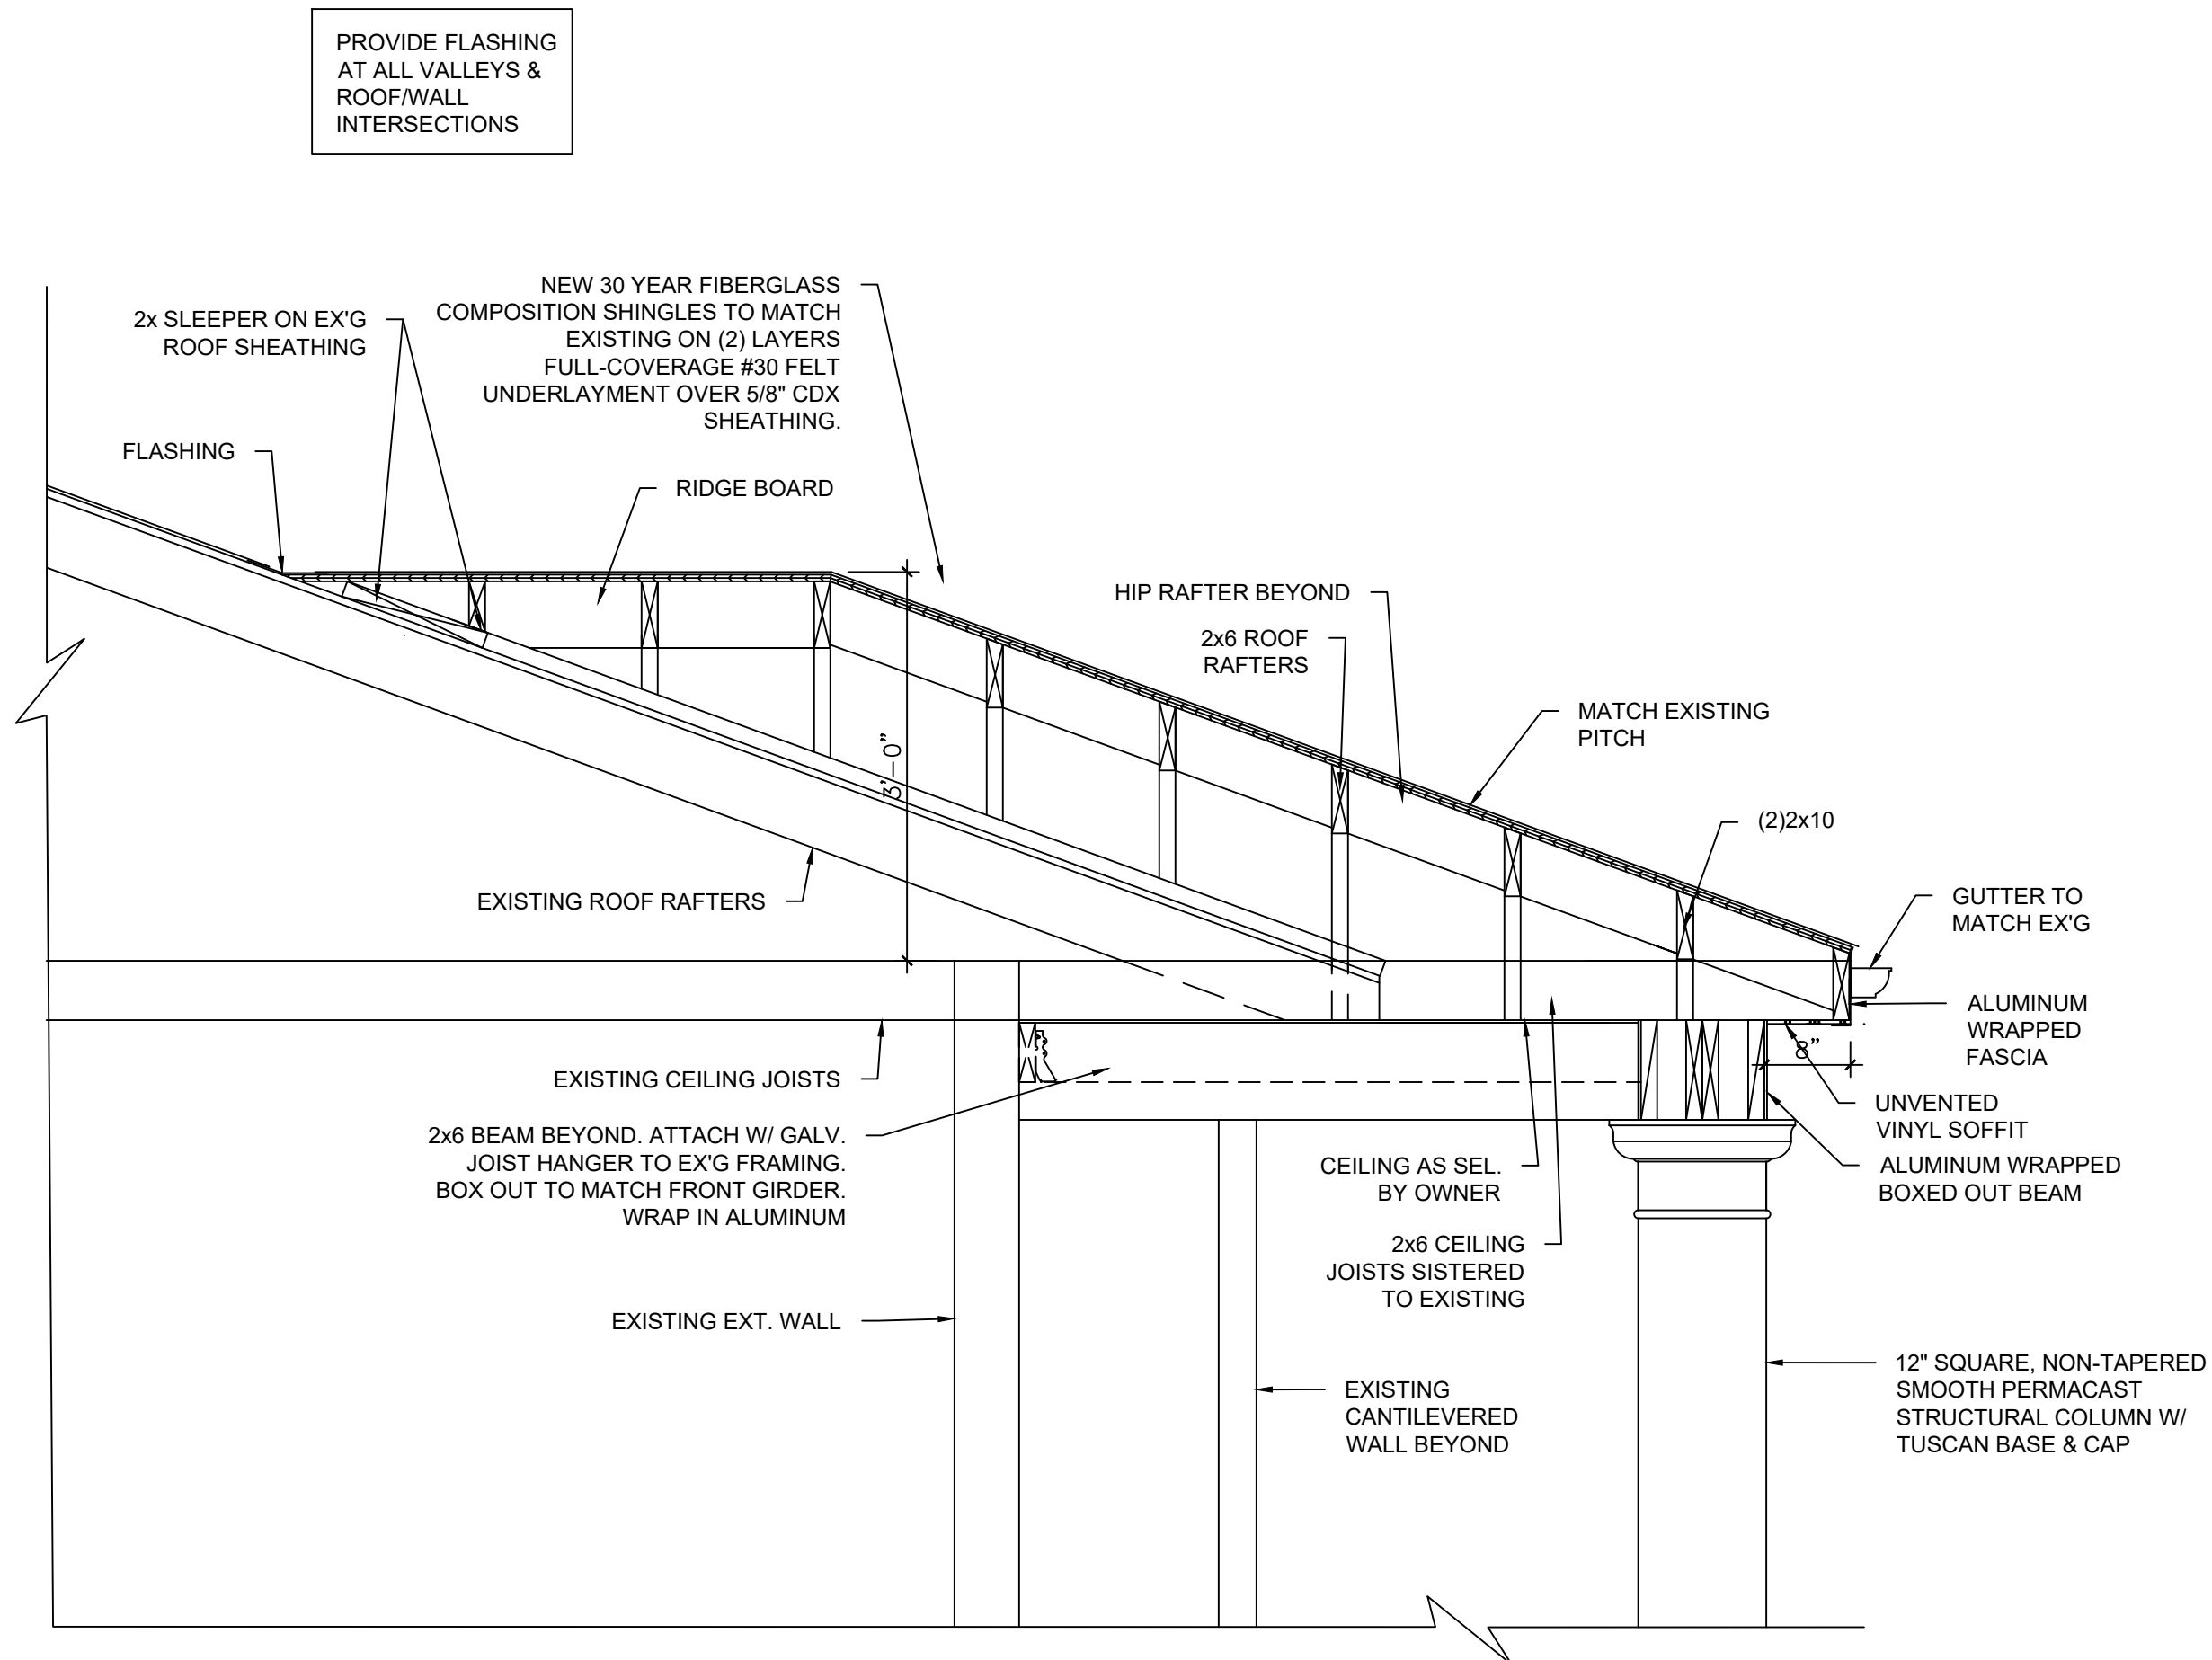 PROVIDE FLASHING
AT ALL VALLEYS &
ROOF/WALL
INTERSECTIONS
NEW 30 YEAR FIBERGLASS
COMPOSITION SHINGLES TO MATCH
EXISTING ON (2) LAYERS
FULL-COVERAGE #30 FELT
UNDERLAYMENT OVER 5/8" CDX
SHEATHING.
2x SLEEPER ON EX'G
ROOF SHEATHING
FLASHING
RIDGE BOARD
HIP RAFTER BEYOND
2x6 ROOF
RAFTERS
MATCH EXISTING
PITCH
3'-0"
(2)2x10
EXISTING ROOF RAFTERS
GUTTER TO
MATCH EX'G
ALUMINUM
WRAPPED
FASCIA
8"
EXISTING CEILING JOISTS
UNVENTED
VINYL SOFFIT
2x6 BEAM BEYOND. ATTACH W/ GALV.
JOIST HANGER TO EX'G FRAMING.
BOX OUT TO MATCH FRONT GIRDER.
WRAP IN ALUMINUM
CEILING AS SEL.
BY OWNER
ALUMINUM WRAPPED
BOXED OUT BEAM
2x6 CEILING
JOISTS SISTERED
TO EXISTING
EXISTING EXT. WALL
EXISTING
CANTILEVERED
WALL BEYOND
12" SQUARE, NON-TAPERED
SMOOTH PERMACAST
STRUCTURAL COLUMN W/
TUSCAN BASE & CAP